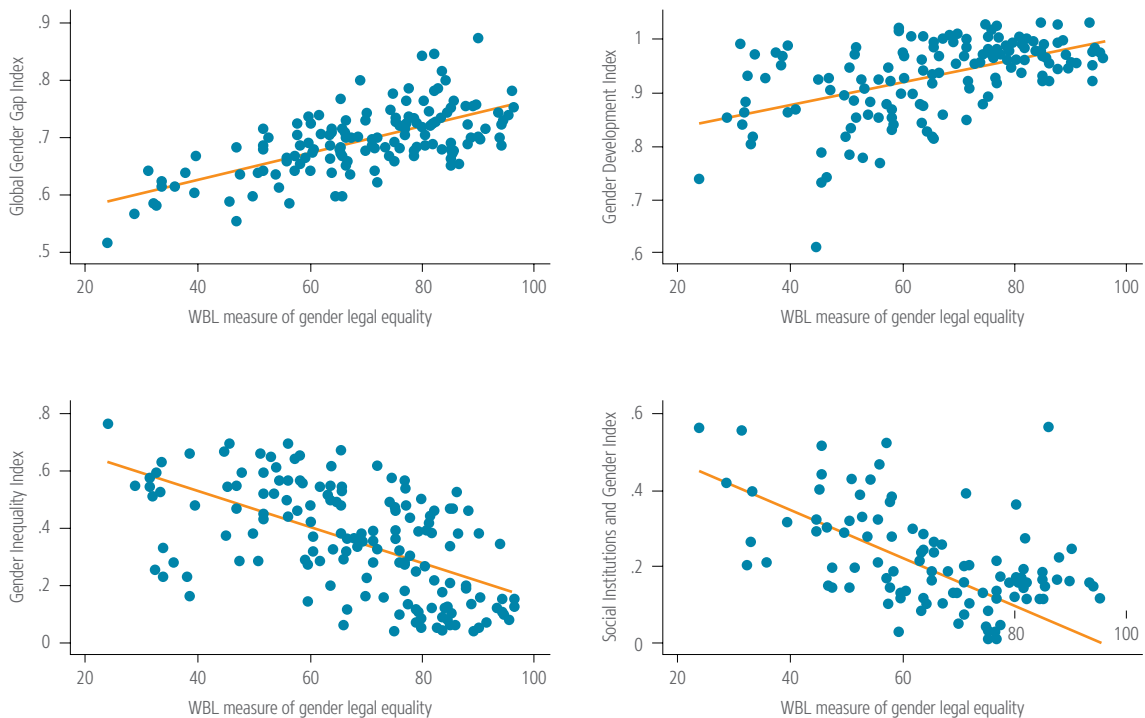 Global Gender Gap Index
.9
.8
.7
.6
.5
20 40 60 80 100
WBL measure of gender legal equality
Gender Development Index
1
.9
.8
.7
.6
20 40 60 80 100
WBL measure of gender legal equality
Gender Inequality Index
.8
.6
.4
.2
0
20 40 60 80 100
WBL measure of gender legal equality
Social Institutions and Gender Index
.6
.4
.2
0
20 40 60 80 100
WBL measure of gender legal equality